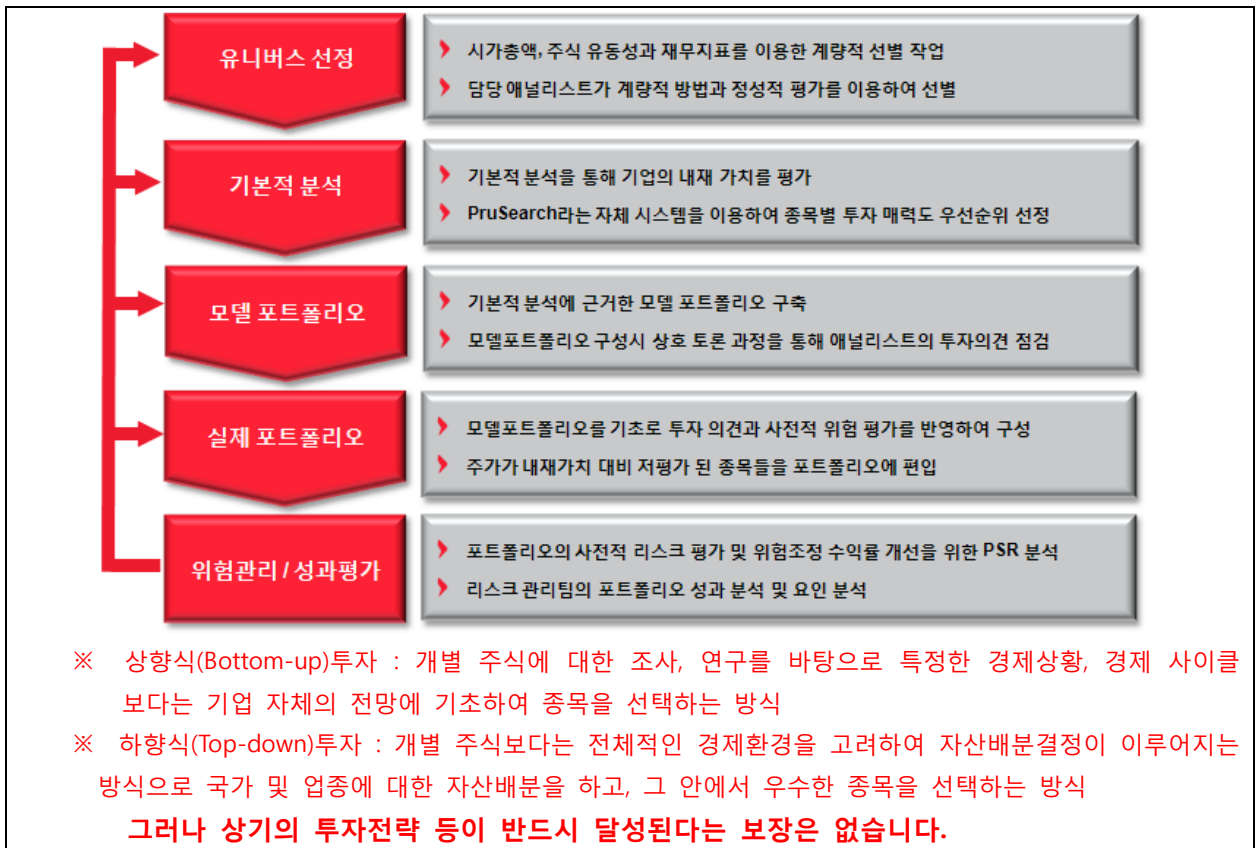 유니버스 선정
시가총액, 주식 유동성과 재무지표를 이용한 계량적 선별 작업
담당 애널리스트가 계량적 방법과 정성적 평가를 이용하여 선별
기본적 분석
기본적 분석을 통해 기업의 내재 가치를 평가
PruSearch라는 자체 시스템을 이용하여 종목별 투자 매력도 우선순위 선정
모델 포트폴리오
기본적 분석에 근거한 모델 포트폴리오 구축
모델포트폴리오 구성시 상호 토론 과정을 통해 애널리스트의 투자의견 점검
실제 포트폴리오
모델포트폴리오를 기초로 투자 의견과 사전적 위험 평가를 반영하여 구성
주가가 내재가치 대비 저평가 된 종목들을 포트폴리오에 편입
위험관리 / 성과평가
포트폴리오의 사전적 리스크 평가 및 위험조정 수익률 개선을 위한 PSR 분석
리스크 관리팀의 포트폴리오 성과 분석 및 요인 분석
※ 상향식(Bottom-up)투자 : 개별 주식에 대한 조사, 연구를 바탕으로 특정한 경제상황, 경제 사이클
보다는 기업 자체의 전망에 기초하여 종목을 선택하는 방식
※ 하향식(Top-down)투자 : 개별 주식보다는 전체적인 경제환경을 고려하여 자산배분결정이 이루어지는
방식으로 국가 및 업종에 대한 자산배분을 하고, 그 안에서 우수한 종목을 선택하는 방식
그러나 상기의 투자전략 등이 반드시 달성된다는 보장은 없습니다.